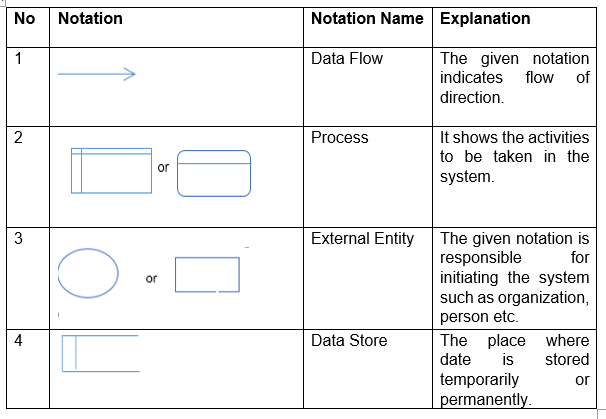 No Notation Notation Name Explanation
1 Data Flow The given notation
indicates flow of
direction.
2 or Process It shows the activities
to be taken in the
system.
3 or External Entity The given notation is
responsible for
initiating the system
such as organization,
person etc.
4 Data Store The place where
date is stored
temporarily or
permanently.